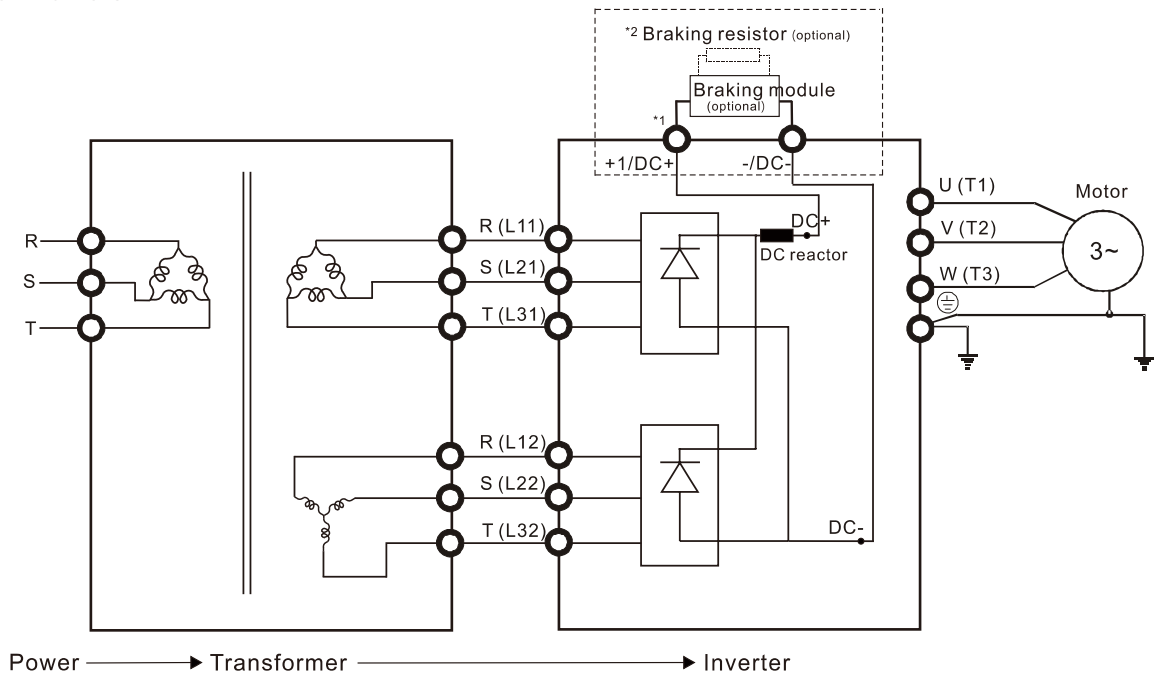 *2 Braking resistor (optional)
Braking module
(optional)
*1
+1/DC+
-/DC-
R
S
T
R (L11)
S (L21)
T (L31)
R (L12)
S (L22)
T (L32)
DC+
DC reactor
DC-
U (T1)
V (T2)
W (T3)
Motor
3~
Power
Transformer
Inverter